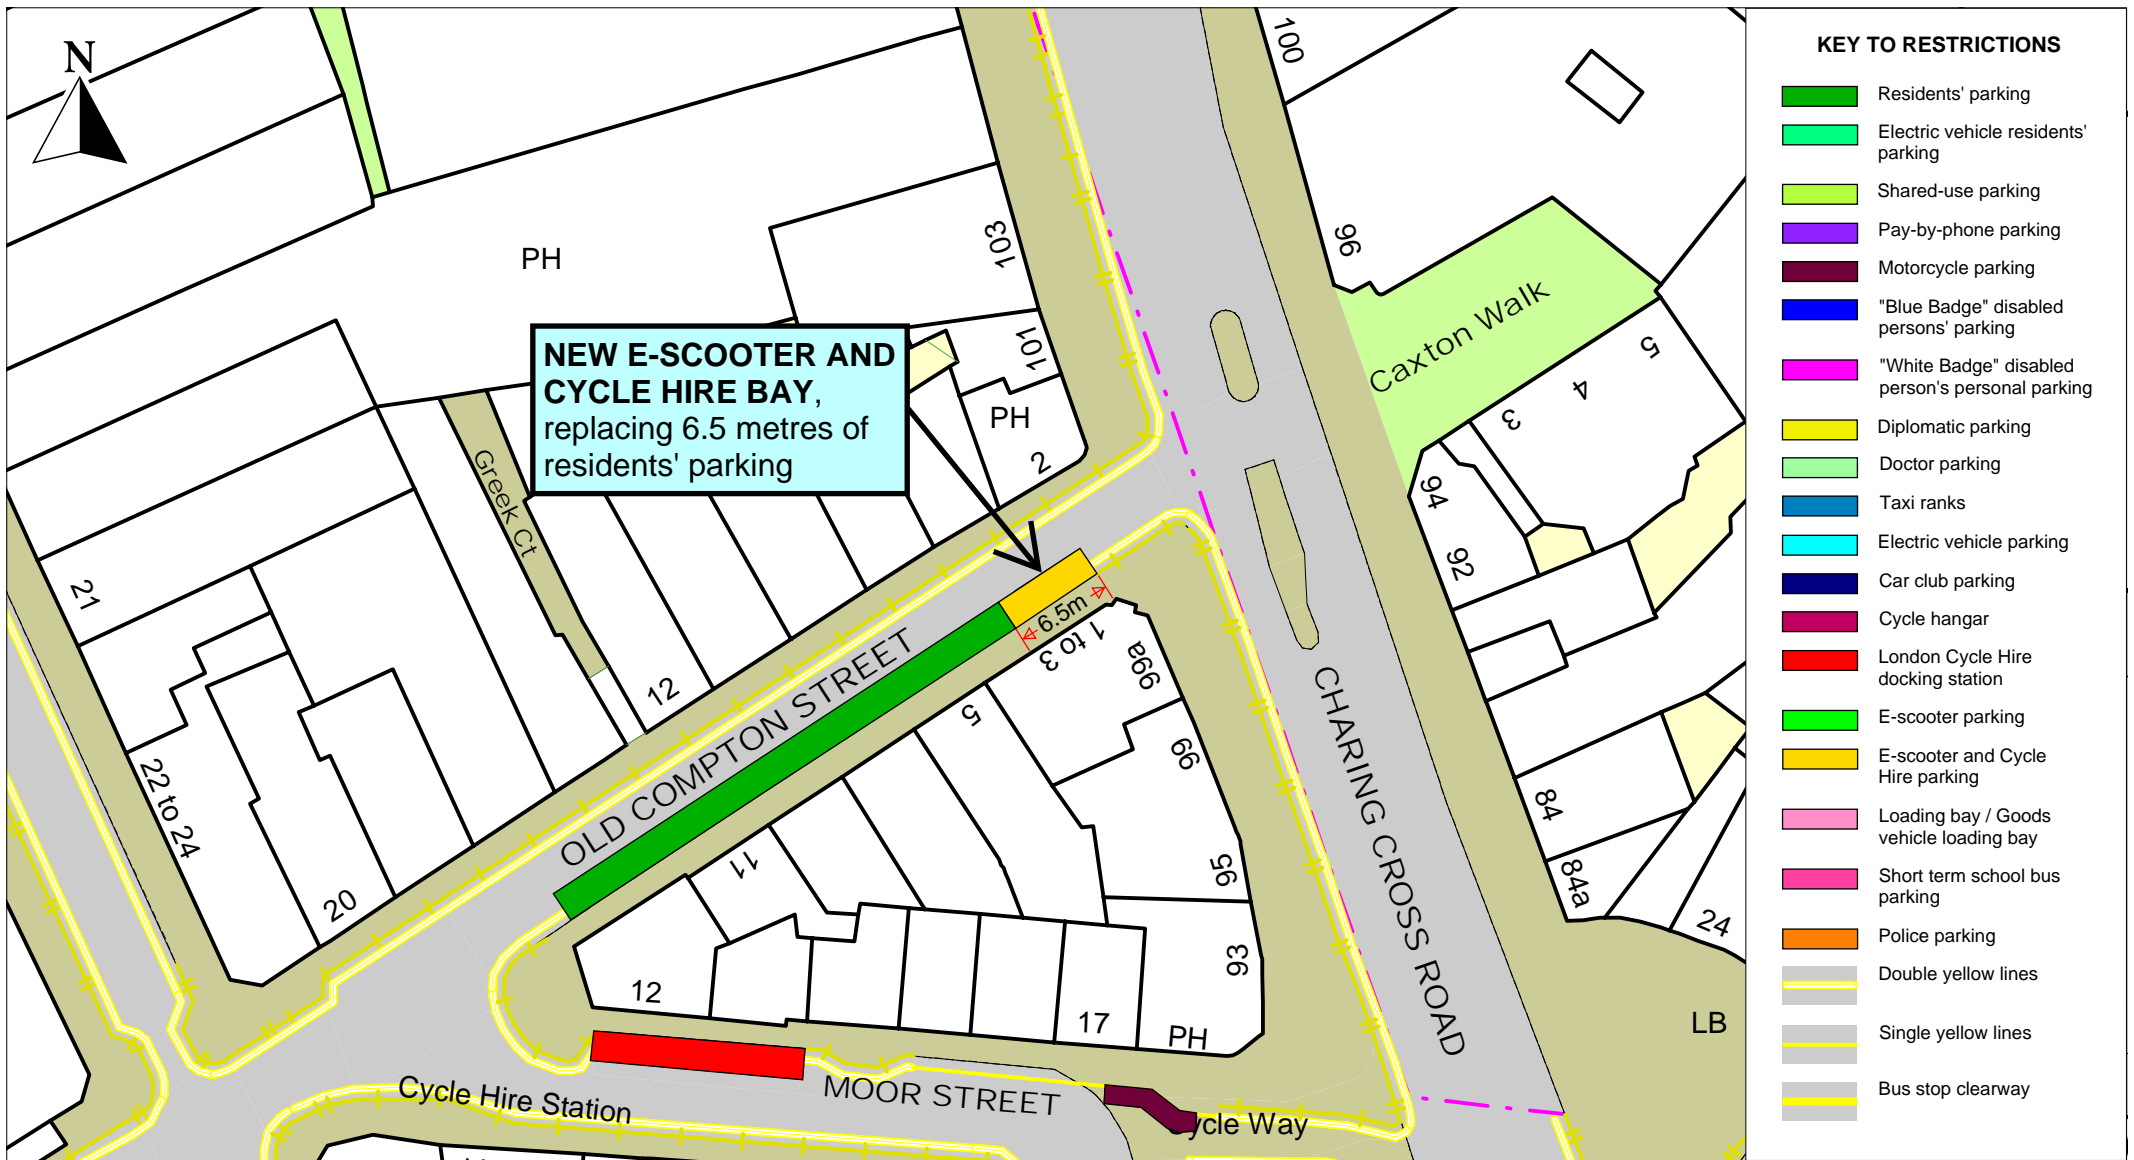 N
PH
103
101
PH
2
100
96
Caxton Walk
5
4
3
94
92
84
84a
24
LB
NEW E-SCOOTER AND
CYCLE HIRE BAY,
replacing 6.5 metres of
residents' parking
Greek Ct
21
22 to 24
20
12
OLD COMPTON STREET
6.5m
1 to 3
99a
99
95
93
5
11
12
17
PH
CHARING CROSS ROAD
MOOR STREET
Cycle Hire Station
ycle Way
KEY TO RESTRICTIONS
Residents' parking
Electric vehicle residents'
parking
Shared-use parking
Pay-by-phone parking
Motorcycle parking
"Blue Badge" disabled
persons' parking
"White Badge" disabled
person's personal parking
Diplomatic parking
Doctor parking
Taxi ranks
Electric vehicle parking
Car club parking
Cycle hangar
London Cycle Hire
docking station
E-scooter parking
E-scooter and Cycle
Hire parking
Loading bay / Goods
vehicle loading bay
Short term school bus
parking
Police parking
Double yellow lines
Single yellow lines
Bus stop clearway